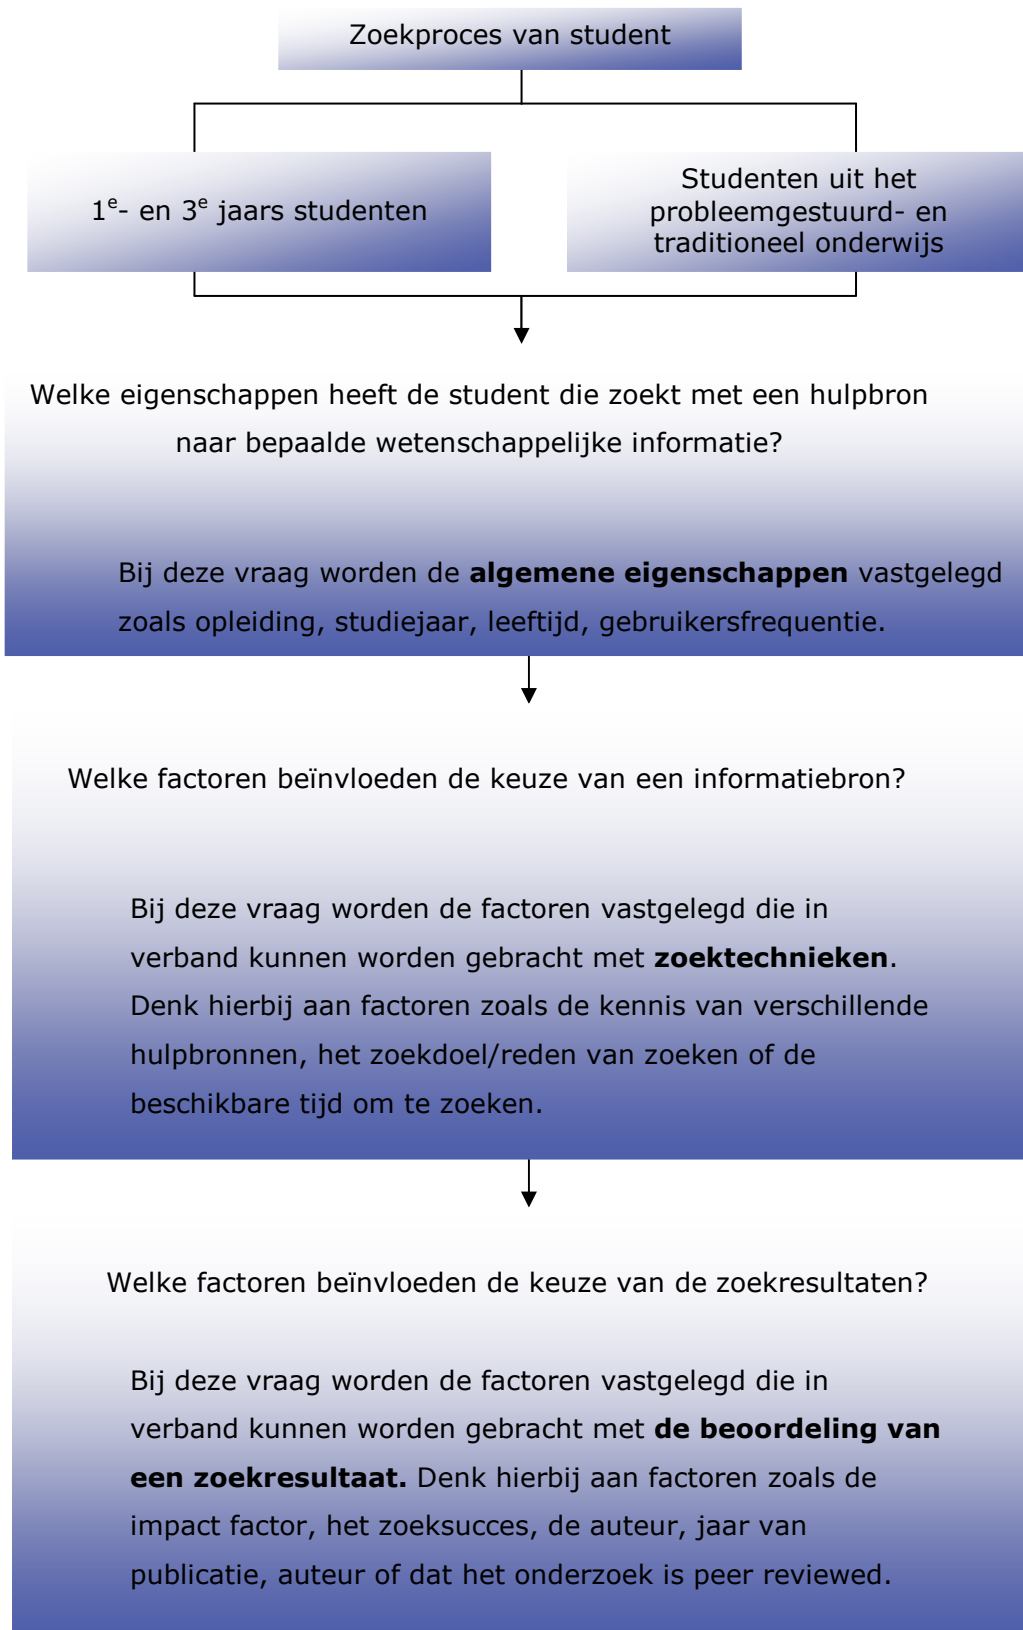 Zoekproces van student
1e- en 3e jaars studenten
Studenten uit het
probleemgestuurd- en
traditioneel onderwijs
Welke eigenschappen heeft de student die zoekt met een hulpbron
naar bepaalde wetenschappelijke informatie?
Bij deze vraag worden de algemene eigenschappen vastgelegd
zoals opleiding, studiejaar, leeftijd, gebruikersfrequentie.
Welke factoren beïnvloeden de keuze van een informatiebron?
Bij deze vraag worden de factoren vastgelegd die in
verband kunnen worden gebracht met zoektechnieken.
Denk hierbij aan factoren zoals de kennis van verschillende
hulpbronnen, het zoekdoel/reden van zoeken of de
beschikbare tijd om te zoeken.
Welke factoren beïnvloeden de keuze van de zoekresultaten?
Bij deze vraag worden de factoren vastgelegd die in
verband kunnen worden gebracht met de beoordeling van
een zoekresultaat. Denk hierbij aan factoren zoals de
impact factor, het zoeksucces, de auteur, jaar van
publicatie, auteur of dat het onderzoek is peer reviewed.